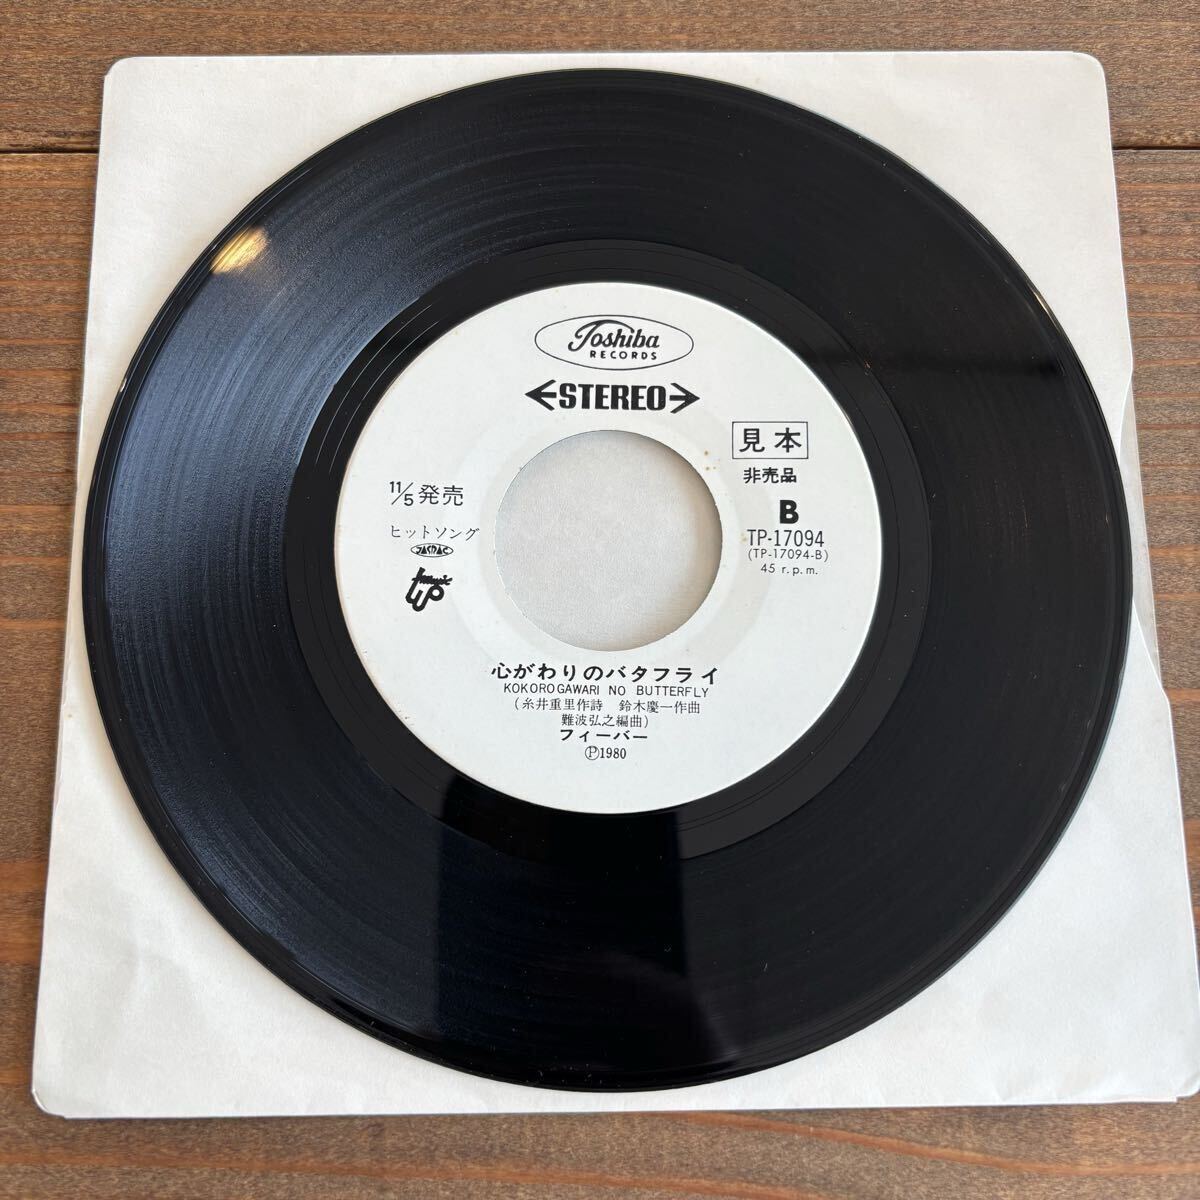 Toshiba
RECORDS
STEREO
見本
非売品
11/5 発売
B
ヒットソング
TP-17094
JASRAC
(TP-17094-B)
45 r.p.m.
心がわりのバタフライ
KOKOROGAWARI NO BUTTERFLY
(糸井重里作詩 鈴木慶一作曲
難波弘之編曲)
フィーバー
Ⓟ1980